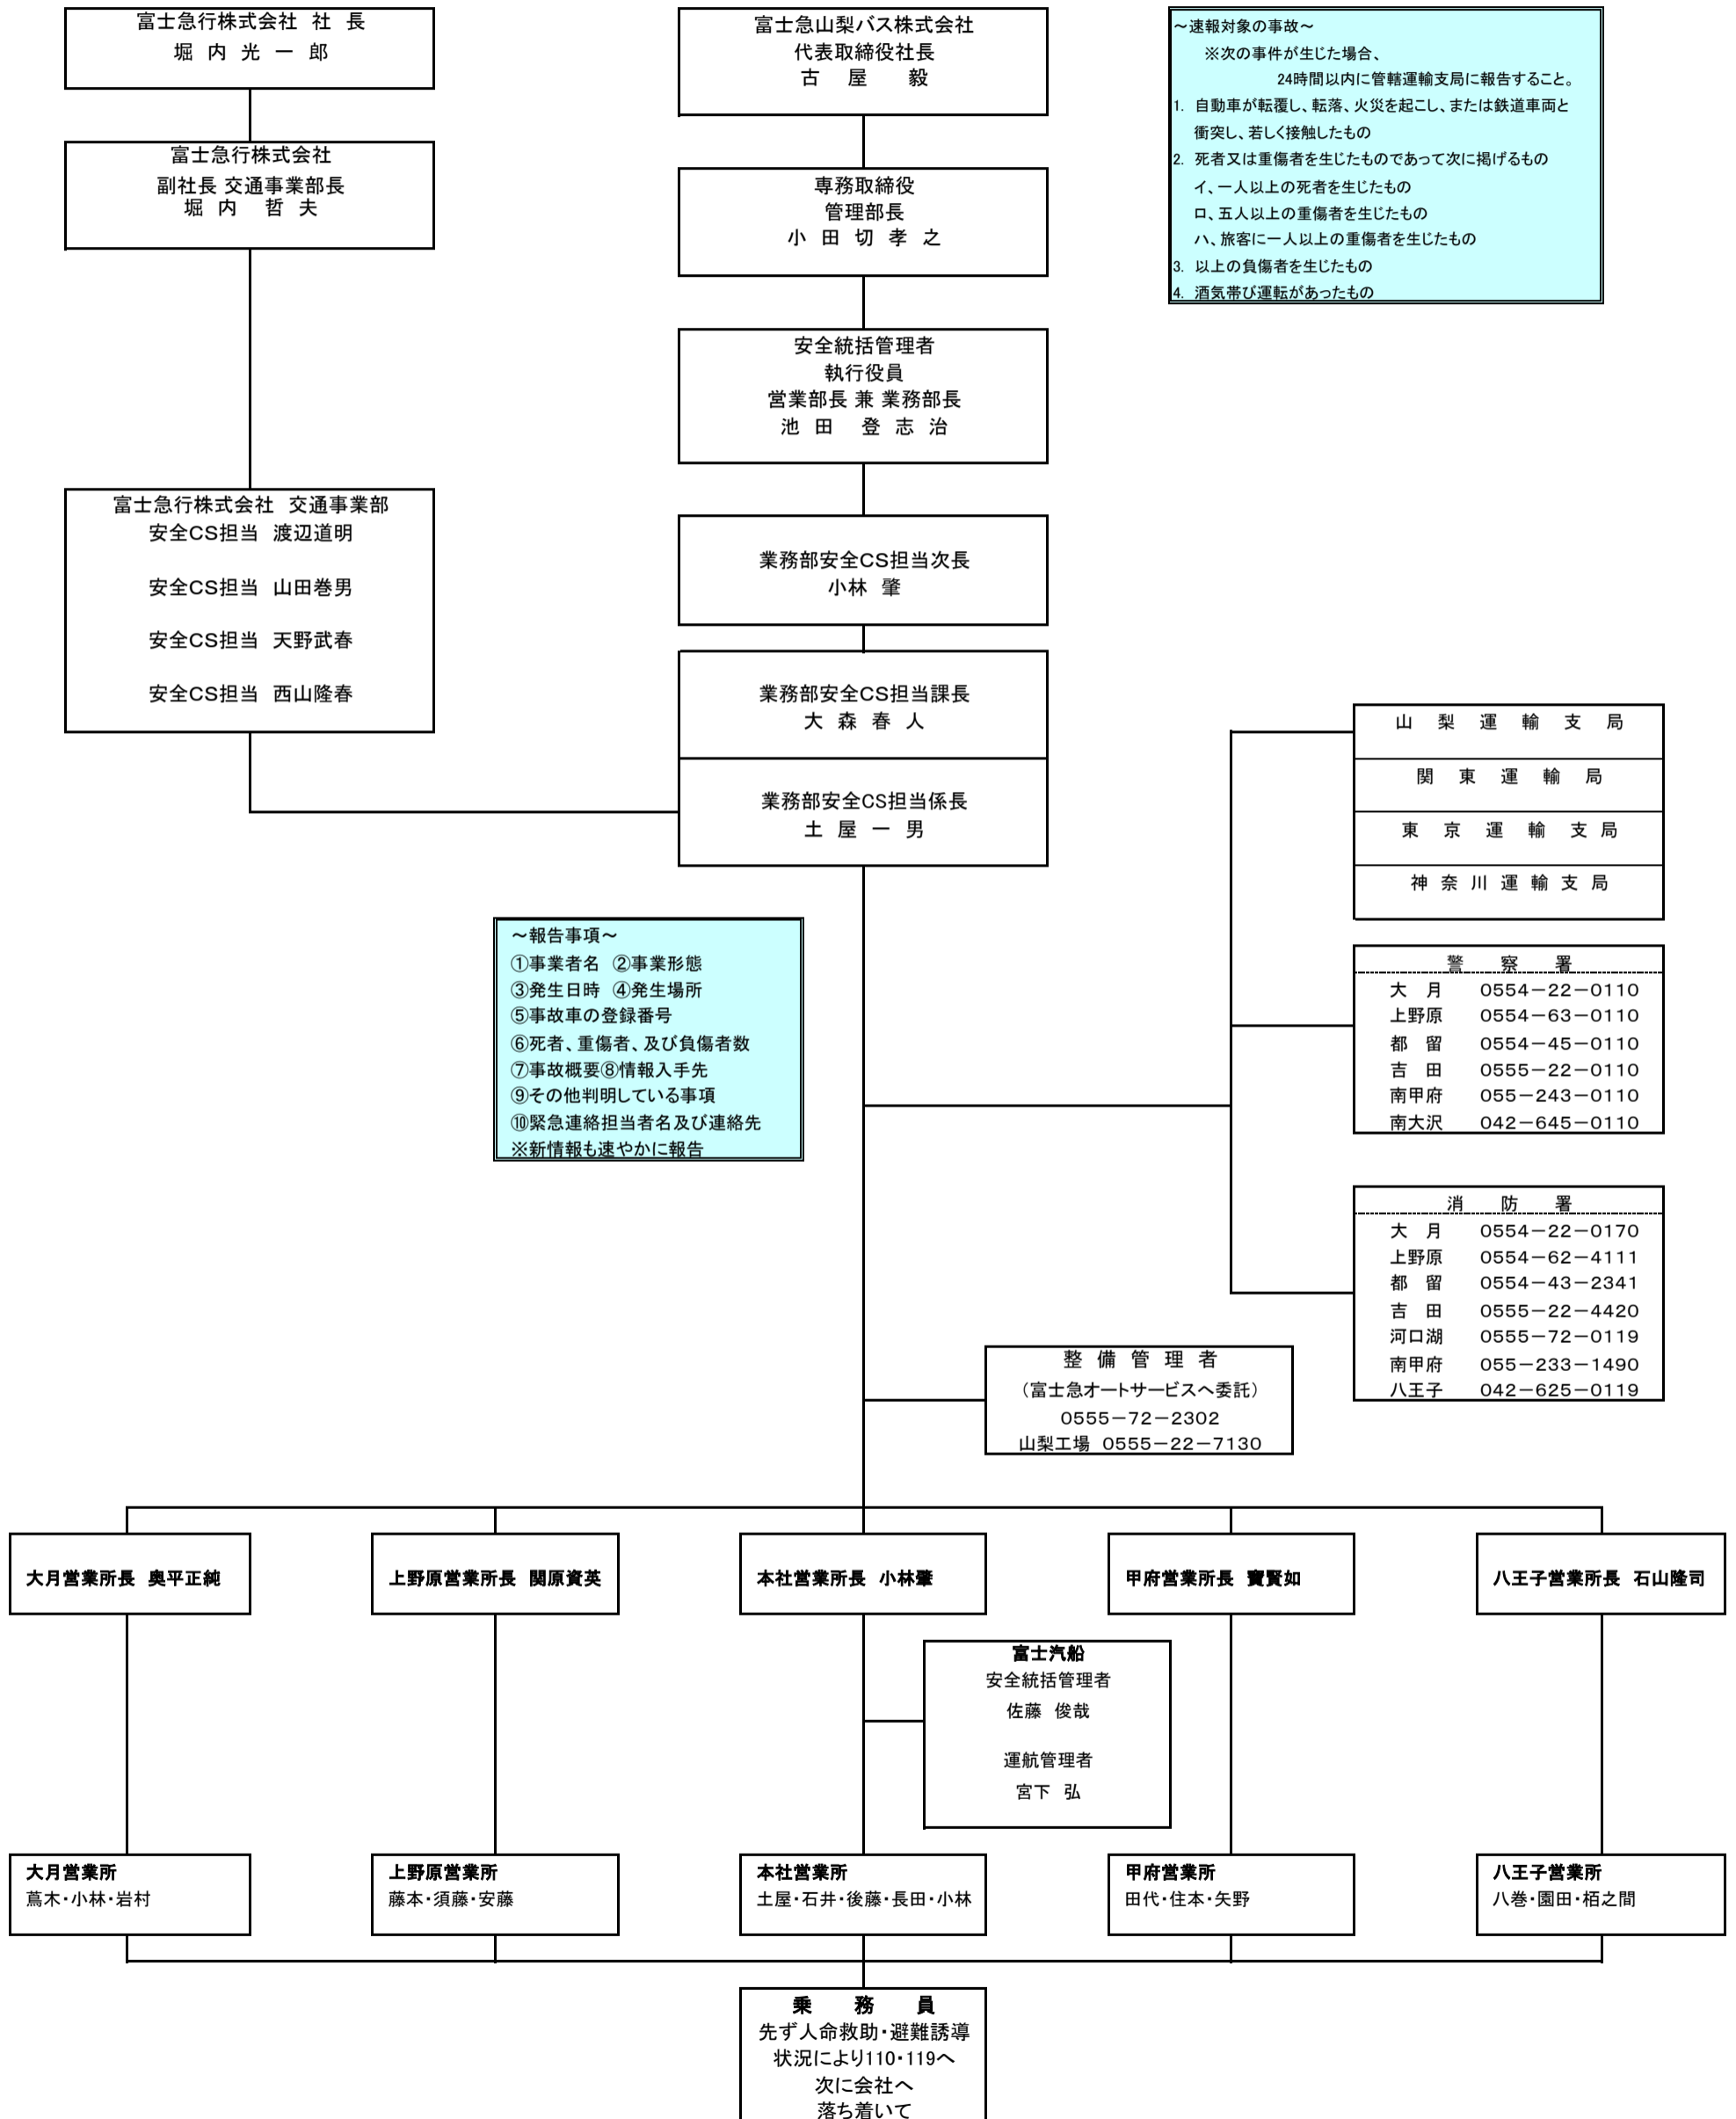 富士急行株式会社 社 長
堀 内 光 一 郎
富士急行株式会社
副社長 交通事業部長
堀 内 哲 夫
富士急行株式会社 交通事業部
安全CS担当 渡辺道明
安全CS担当 山田巻男
安全CS担当 天野武春
安全CS担当 西山隆春
富士急山梨バス株式会社
代表取締役社長
古 屋 毅
専務取締役
管理部長
小 田 切 孝 之
安全統括管理者
執行役員
営業部長 兼 業務部長
池 田 登 志 治
業務部安全CS担当次長
小林 肇
業務部安全CS担当課長
大 森 春 人
業務部安全CS担当係長
土 屋 一 男
～速報対象の事故～
※次の事件が生じた場合、
24時間以内に管轄運輸支局に報告すること。
1. 自動車が転覆し、転落、火災を起こし、または鉄道車両と
衝突し、若しく接触したもの
2. 死者又は重傷者を生じたものであって次に掲げるもの
イ、一人以上の死者を生じたもの
ロ、五人以上の重傷者を生じたもの
ハ、旅客に一人以上の重傷者を生じたもの
3. 以上の負傷者を生じたもの
4. 酒気帯び運転があったもの
山 梨 運 輸 支 局
関 東 運 輸 局
東 京 運 輸 支 局
神 奈 川 運 輸 支 局
～報告事項～
①事業者名 ②事業形態
③発生日時 ④発生場所
⑤事故車の登録番号
⑥死者、重傷者、及び負傷者数
⑦事故概要⑧情報入手先
⑨その他判明している事項
⑩緊急連絡担当者名及び連絡先
※新情報も速やかに報告
警 察 署
大 月 0554－22－0110
上野原 0554－63－0110
都 留 0554－45－0110
吉 田 0555－22－0110
南甲府 055－243－0110
南大沢 042－645－0110
消 防 署
大 月 0554－22－0170
上野原 0554－62－4111
都 留 0554－43－2341
吉 田 0555－22－4420
河口湖 0555－72－0119
南甲府 055－233－1490
八王子 042－625－0119
整 備 管 理 者
（富士急オートサービスへ委託）
0555－72－2302
山梨工場 0555－22－7130
大月営業所長 奥平正純
上野原営業所長 関原資英
本社営業所長 小林肇
甲府営業所長 寶賢如
八王子営業所長 石山隆司
富士汽船
安全統括管理者
佐藤 俊哉
運航管理者
宮下 弘
大月営業所
蔦木・小林・岩村
上野原営業所
藤本・須藤・安藤
本社営業所
土屋・石井・後藤・長田・小林
甲府営業所
田代・住本・矢野
八王子営業所
八巻・園田・栢之間
乗 務 員
先ず人命救助・避難誘導
状況により110・119へ
次に会社へ
落ち着いて